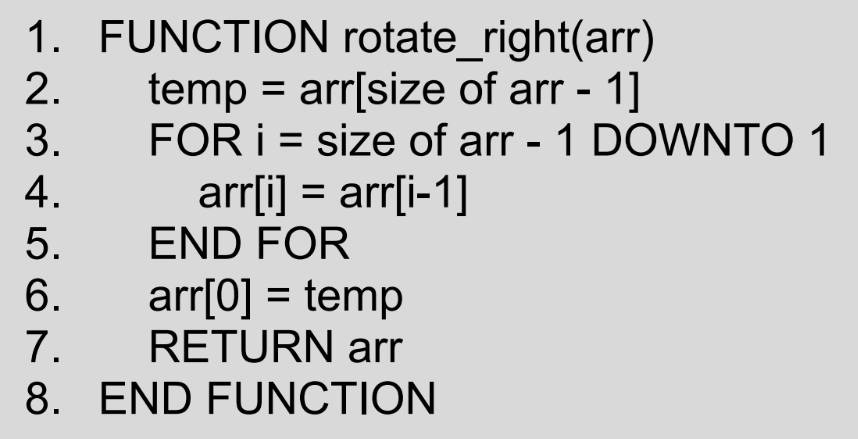 1. FUNCTION rotate_right(arr)
2. temp = arr[size of arr - 1]
3. FOR i = size of arr - 1 DOWNTO 1
4. arr[i] = arr[i-1]
5. END FOR
6. arr[0] = temp
7. RETURN arr
8. END FUNCTION